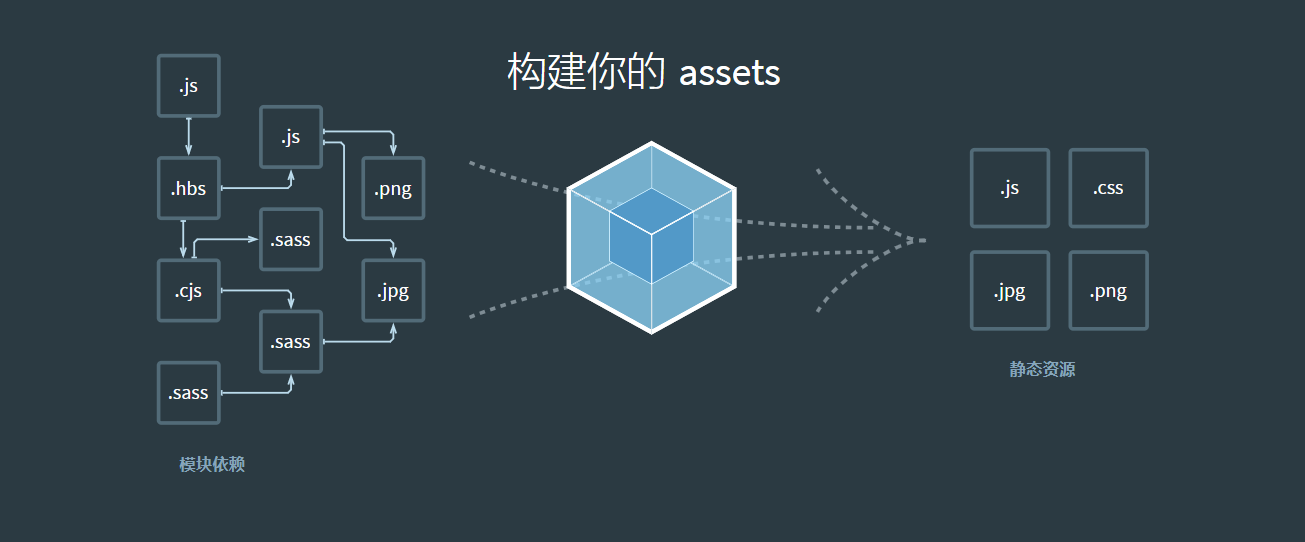 构建你的 assets
.js
.js
.hbs
.png
.sass
.cjs
.jpg
.sass
.sass
模块依赖
.js
.css
.jpg
.png
静态资源